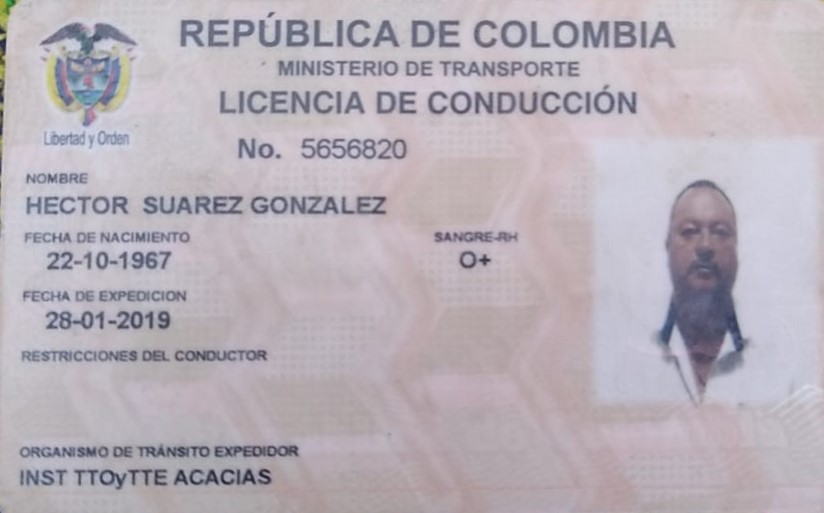 REPÚBLICA DE COLOMBIA
MINISTERIO DE TRANSPORTE
LICENCIA DE CONDUCCIÓN
Libertad y Orden
No. 5656820
NOMBRE
HECTOR SUAREZ GONZALEZ
FECHA DE NACIMIENTO
22-10-1967
SANGRE-RH
O+
FECHA DE EXPEDICION
28-01-2019
RESTRICCIONES DEL CONDUCTOR
ORGANISMO DE TRÁNSITO EXPEDIDOR
INST TTOyTTE ACACIAS